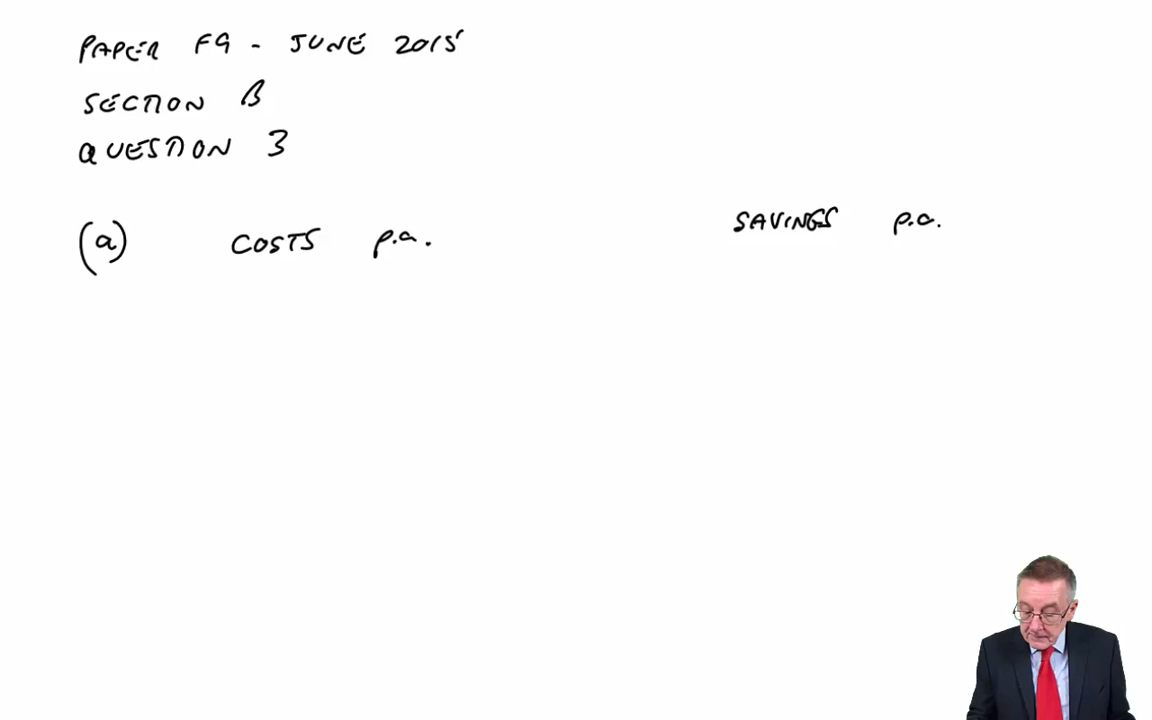 PAPER F9 - JUNE 2015
SECTION B
QUESTION 3
(a) COSTS p.a. SAVINGS p.a.